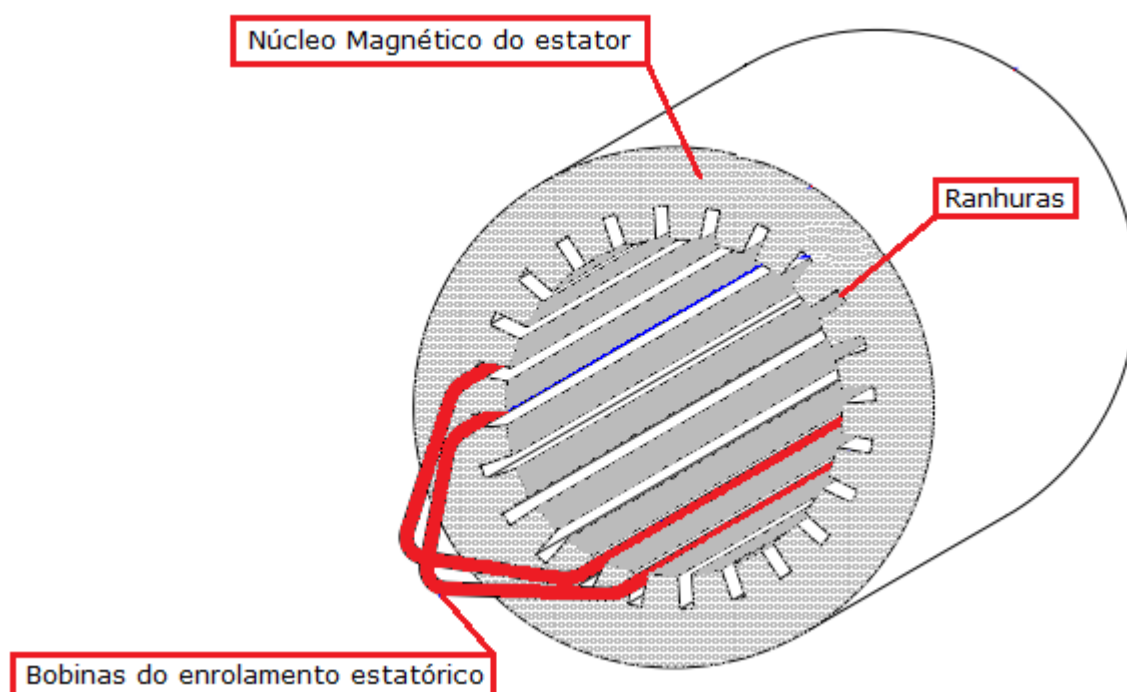 Núcleo Magnético do estator
Ranhuras
Bobinas do enrolamento estatórico